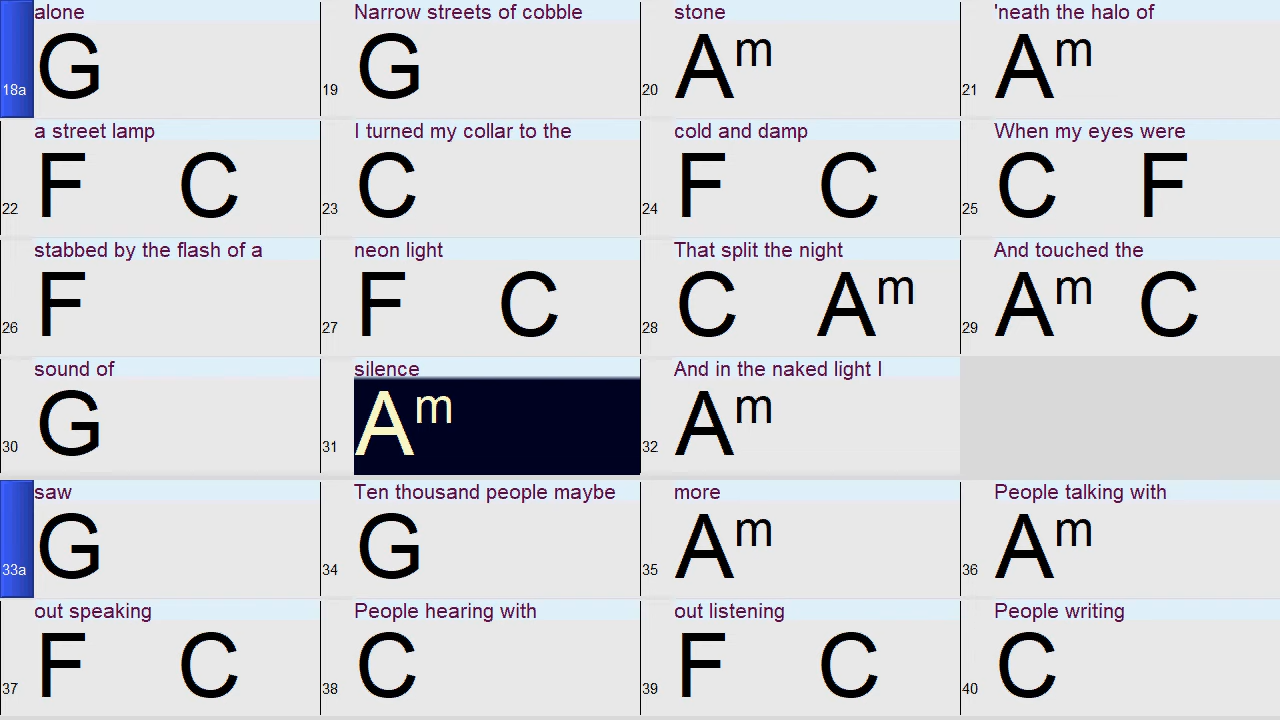 alone Narrow streets of cobble stone 'neath the halo of
18a G 19 G 20 Am 21 Am
a street lamp I turned my collar to the cold and damp When my eyes were
22 F C 23 C 24 F C 25 C F
stabbed by the flash of a neon light That split the night And touched the
26 F 27 F C 28 C Am 29 Am C
sound of silence And in the naked light I
30 G 31 Am 32 Am
saw Ten thousand people maybe more People talking with
33a G 34 G 35 Am 36 Am
out speaking People hearing with out listening People writing
37 F C 38 C 39 F C 40 C